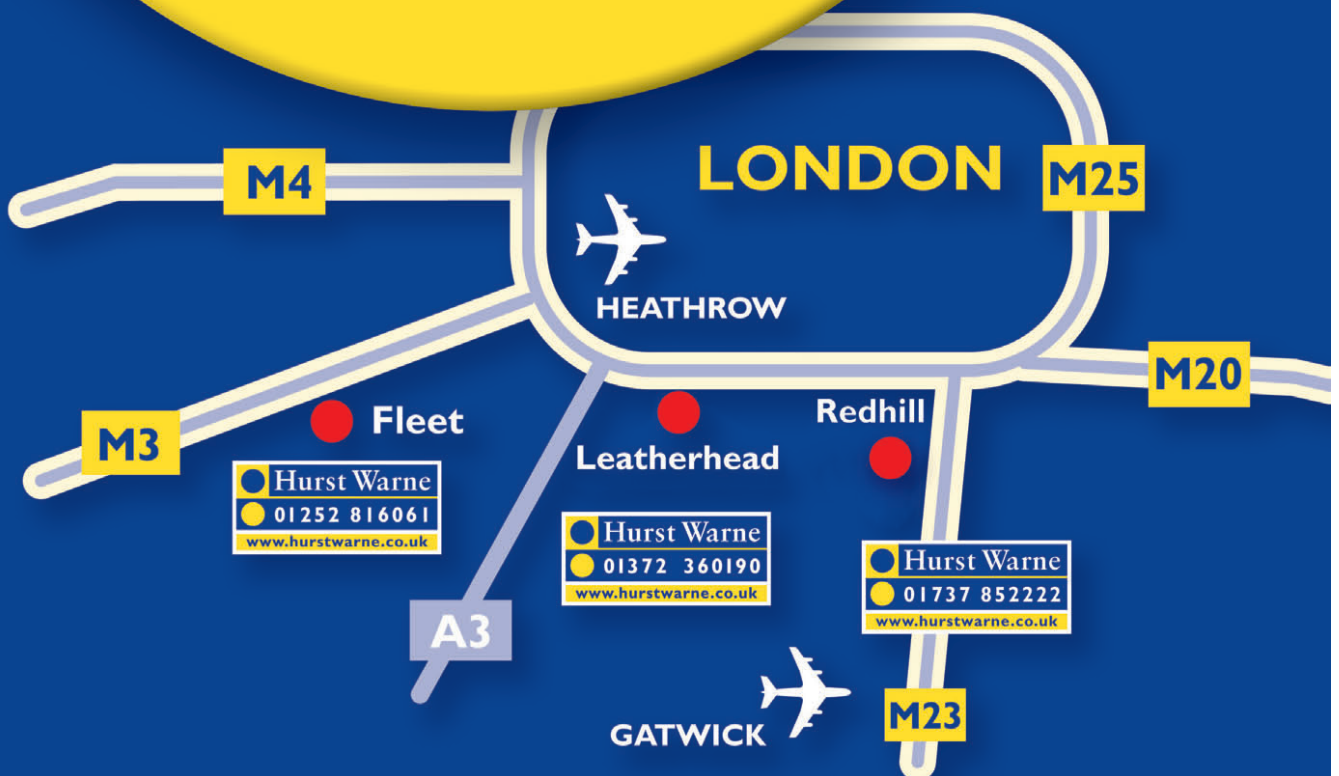 LONDON
M25
M4
HEATHROW
M20
M3
Fleet
Leatherhead
Redhill
Hurst Warne
01252 816061
www.hurstwarne.co.uk
Hurst Warne
01372 360190
www.hurstwarne.co.uk
Hurst Warne
01737 852222
www.hurstwarne.co.uk
A3
GATWICK
M23